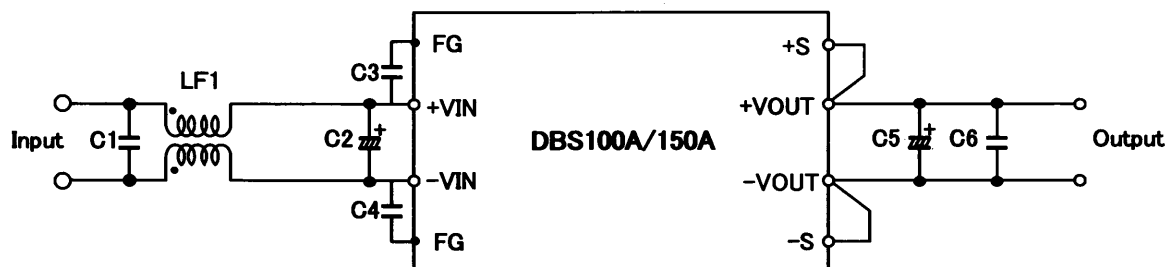 FG
+S
C3
LF1
+VIN
+VOUT
Input
C1
C2
+
DBS100A/150A
C5
+
C6
Output
-VIN
-VOUT
C4
FG
-S